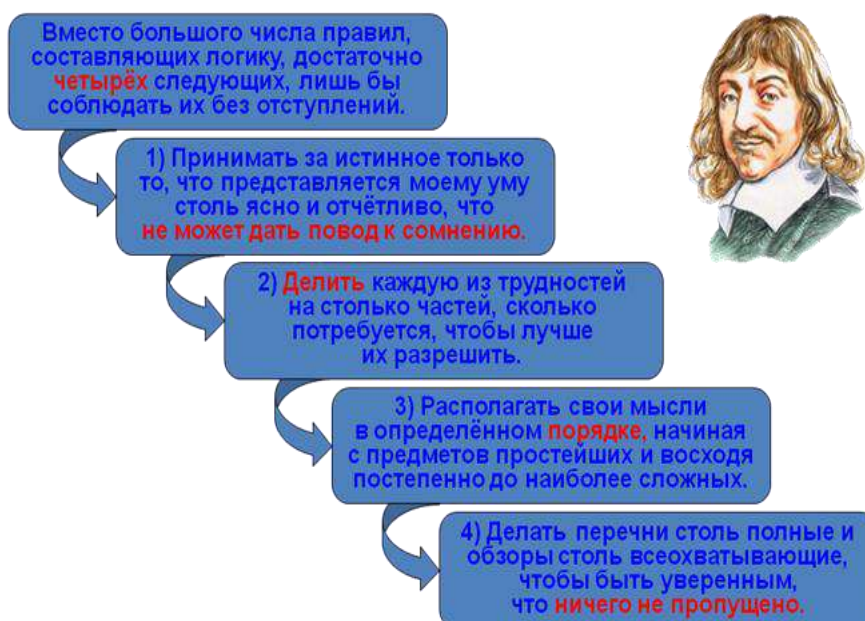 Вместо большого числа правил,
составляющих логику, достаточно
четырёх следующих, лишь бы
соблюдать их без отступлений.
1) Принимать за истинное только
то, что представляется моему уму
столь ясно и отчётливо, что
не может дать повод к сомнению.
2) Делить каждую из трудностей
на столько частей, сколько
потребуется, чтобы лучше
их разрешить.
3) Располагать свои мысли
в определённом порядке, начиная
с предметов простейших и восходя
постепенно до наиболее сложных.
4) Делать перечни столь полные и
обзоры столь всеохватывающие,
чтобы быть уверенным,
что ничего не пропущено.